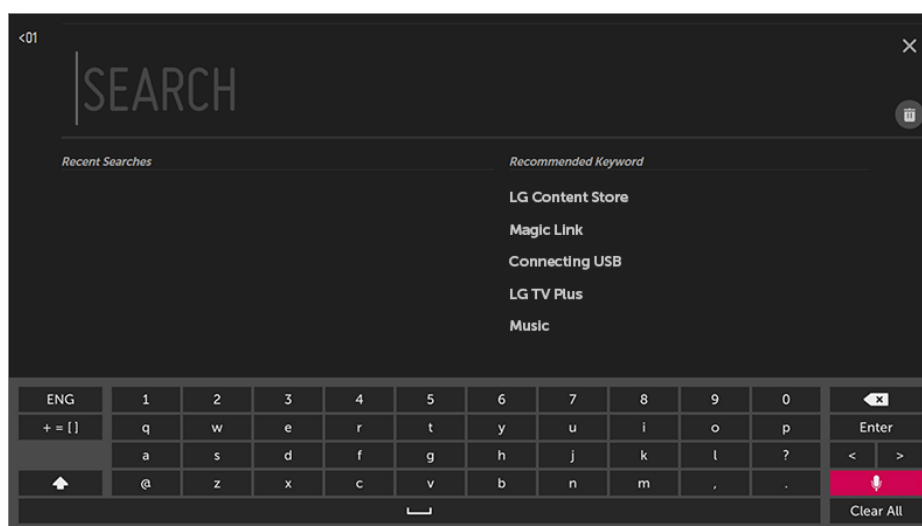 <01
SEARCH
Recent Searches
Recommended Keyword
LG Content Store
Magic Link
Connecting USB
LG TV Plus
Music
ENG 1 2 3 4 5 6 7 8 9 0
+ = [ ] q w e r t y u i o p Enter
a s d f g h j k l ? < >
@ z x c v b n m , .
Clear All